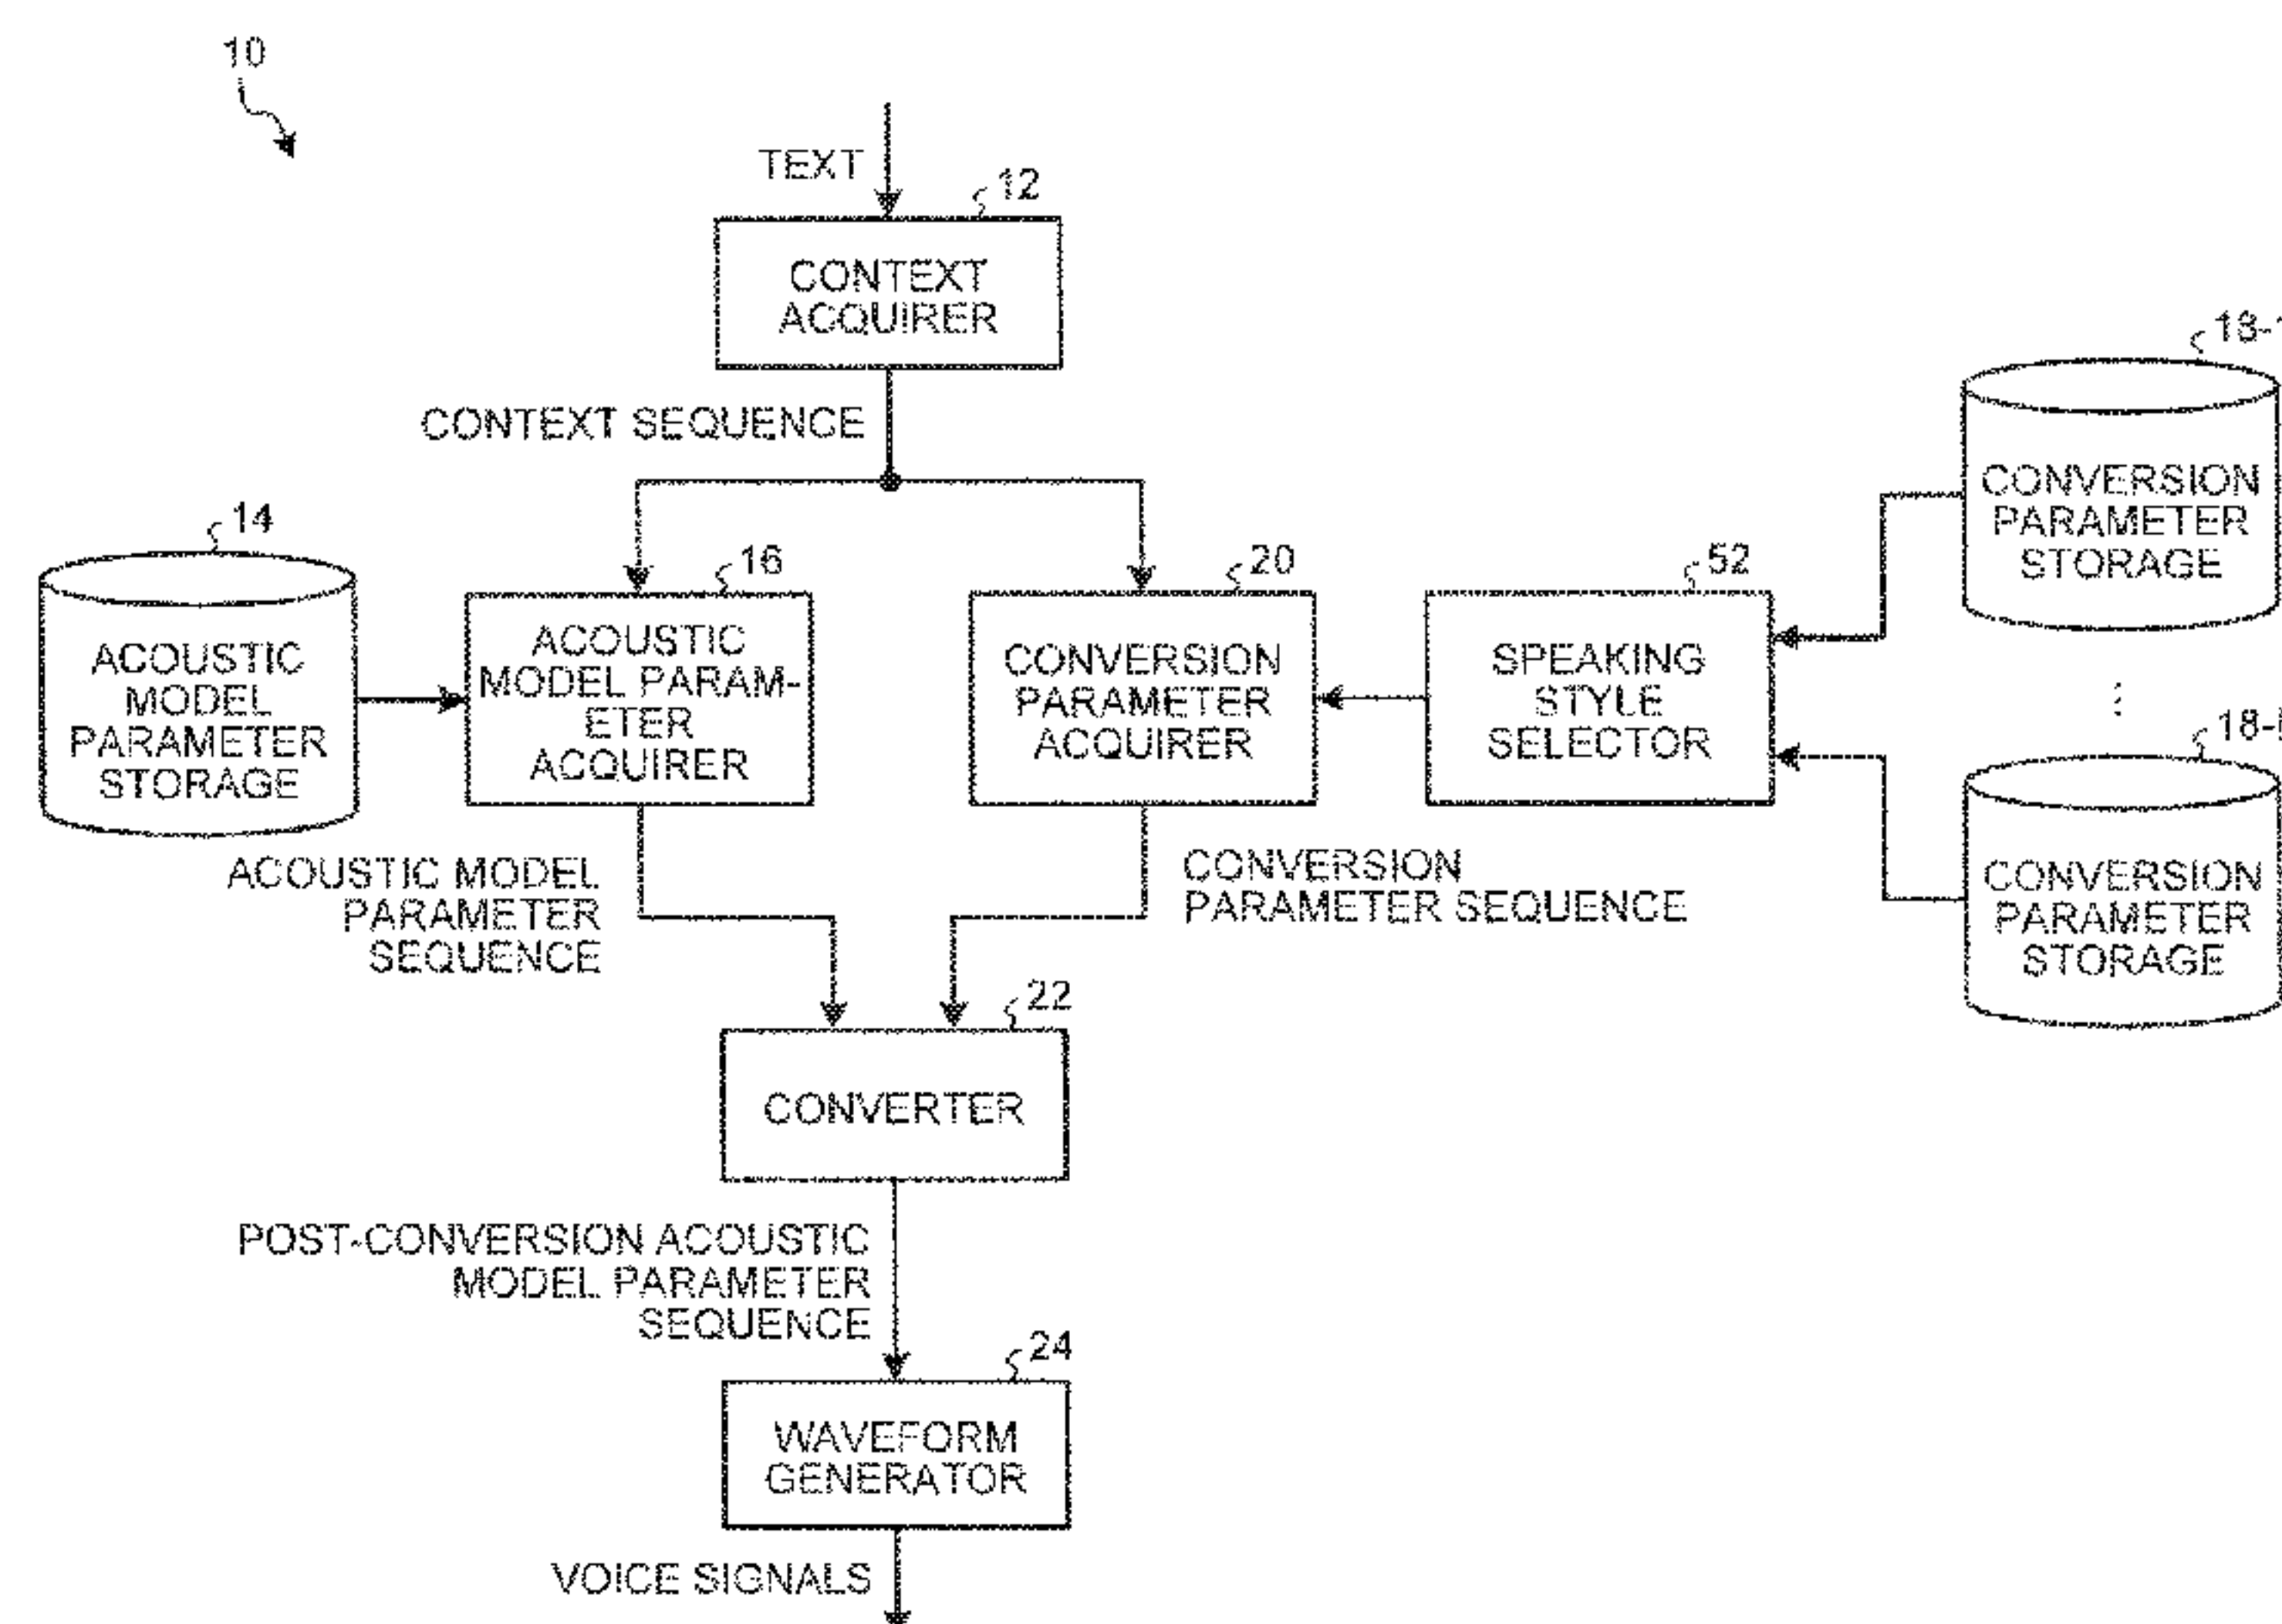 10
TEXT
12
CONTEXT
ACQUIRER
CONTEXT SEQUENCE
14
ACOUSTIC
MODEL
PARAMETER
STORAGE
16
ACOUSTIC
MODEL PARAM-
ETER
ACQUIRER
20
CONVERSION
PARAMETER
ACQUIRER
52
SPEAKING
STYLE
SELECTOR
18-1
CONVERSION
PARAMETER
STORAGE
⋮
CONVERSION
PARAMETER
STORAGE
ACOUSTIC MODEL
PARAMETER
SEQUENCE
CONVERSION
PARAMETER SEQUENCE
22
CONVERTER
POST-CONVERSION ACOUSTIC
MODEL PARAMETER
SEQUENCE
24
WAVEFORM
GENERATOR
VOICE SIGNALS